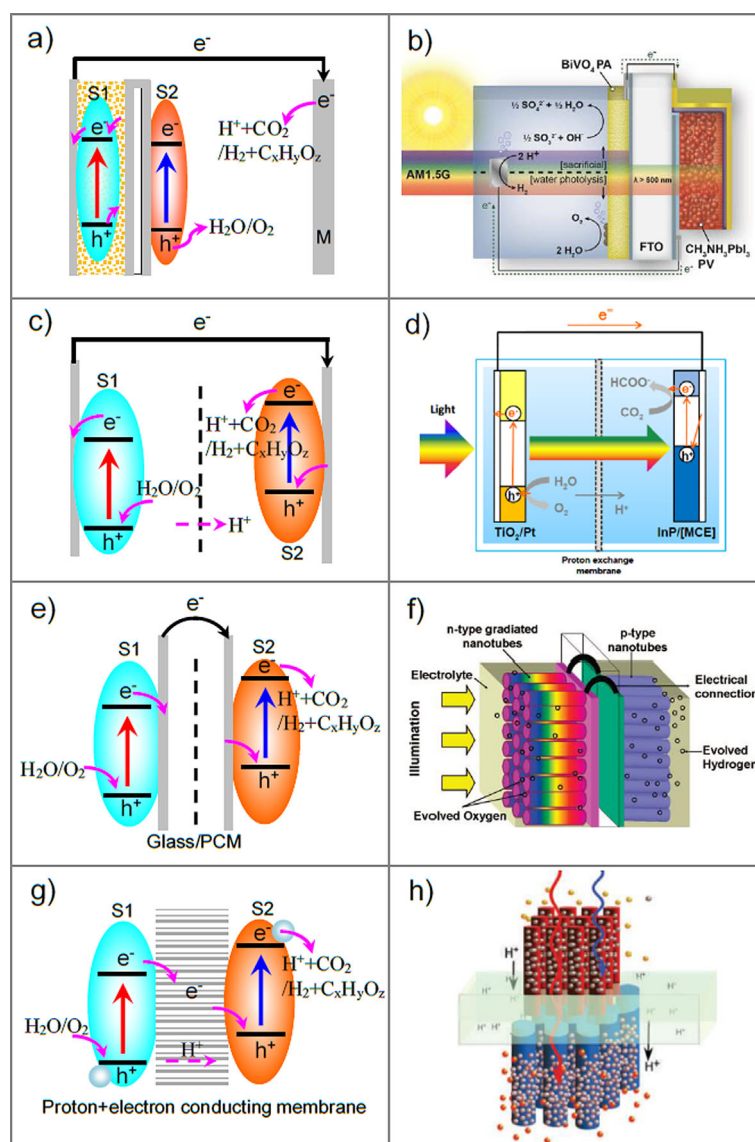 a)
e⁻
S1
S2
e⁻
e⁻
e⁻
H⁺+CO₂
/H₂+CₓHᵧO_z
h⁺
h⁺
H₂O/O₂
M
b)
BiVO₄ PA
e⁻
½ SO₄²⁻ + ½ H₂O
½ SO₃²⁻ + OH⁻
2 H⁺
[sacrificial]
[water photolysis]
H₂
AM1.5G
λ > 500 nm
e⁻
O₂
2 H₂O
FTO
e⁻
CH₃NH₃PbI₃
PV
c)
e⁻
S1
S2
e⁻
e⁻
H⁺+CO₂
/H₂+CₓHᵧO_z
H₂O/O₂
h⁺
h⁺
H⁺
d)
e⁻
Light
HCOO⁻
CO₂
e⁻
e⁻
h⁺
h⁺
H₂O
O₂
H⁺
TiO₂/Pt
InP/[MCE]
Proton exchange
membrane
e)
e⁻
S1
S2
e⁻
e⁻
H⁺+CO₂
/H₂+CₓHᵧO_z
H₂O/O₂
h⁺
h⁺
Glass/PCM
f)
n-type gradiated
nanotubes
p-type
nanotubes
Electrolyte
Electrical
connection
Illumination
Evolved
Hydrogen
Evolved Oxygen
g)
S1
S2
e⁻
e⁻
e⁻
H⁺+CO₂
/H₂+CₓHᵧO_z
H₂O/O₂
h⁺
h⁺
H⁺
Proton+electron conducting membrane
h)
H⁺
H⁺
H⁺
H⁺
H⁺
H⁺
H⁺
H⁺